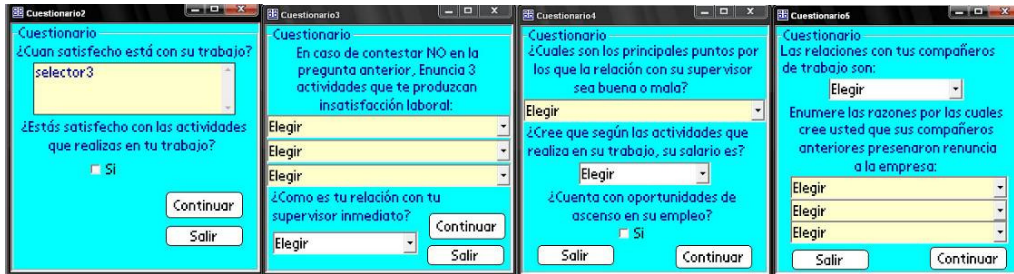 Cuestionario2
Cuestionario
¿Cuan satisfecho está con su trabajo?
selector3
¿Estás satisfecho con las actividades
que realizas en tu trabajo?
Si
Continuar
Salir
Cuestionario3
Cuestionario
En caso de contestar NO en la
pregunta anterior, Enuncia 3
actividades que te produzcan
insatisfacción laboral:
Elegir
Elegir
Elegir
¿Como es tu relación con tu
supervisor inmediato?
Elegir
Continuar
Salir
Cuestionario4
Cuestionario
¿Cuales son los principales puntos por
los que la relación con su supervisor
sea buena o mala?
Elegir
¿Cree que según las actividades que
realiza en su trabajo, su salario es?
Elegir
¿Cuenta con oportunidades de
ascenso en su empleo?
Si
Salir
Continuar
Cuestionario5
Cuestionario
Las relaciones con tus compañeros
de trabajo son:
Elegir
Enumere las razones por las cuales
cree usted que sus compañeros
anteriores presenaron renuncia
a la empresa:
Elegir
Elegir
Elegir
Salir
Continuar